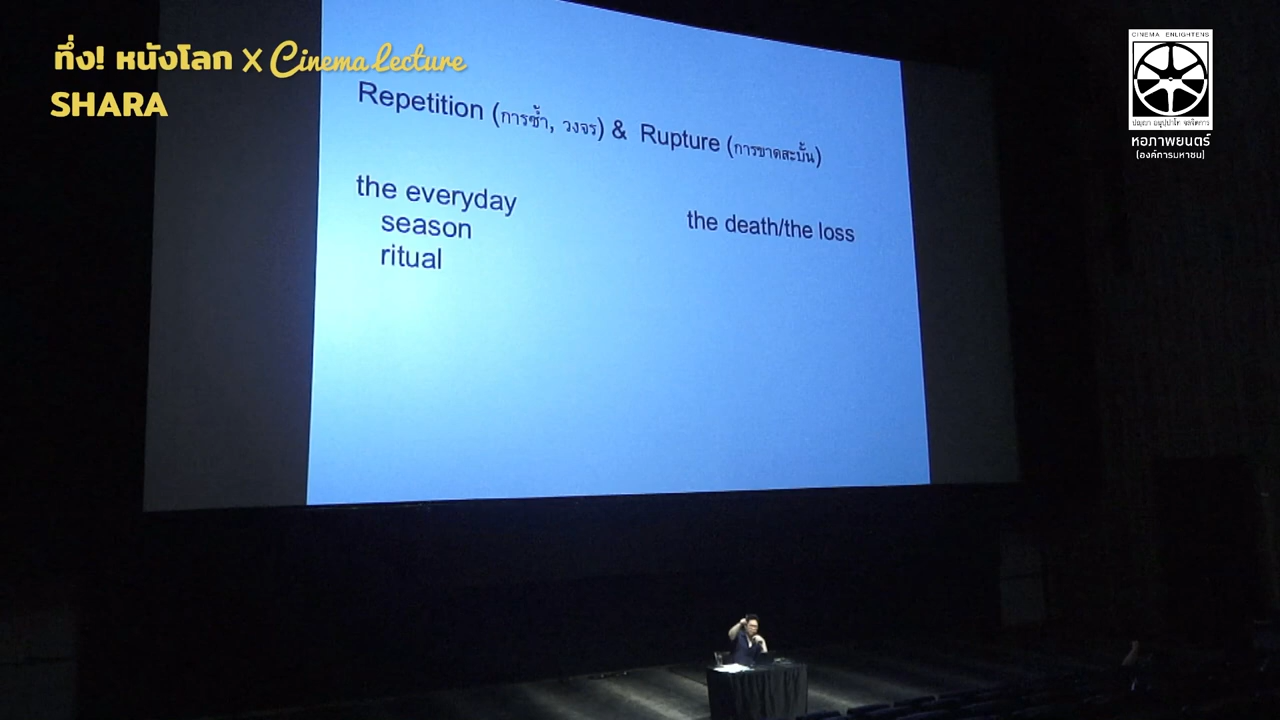 ทึ่ง! หนังโลก X Cinema Lecture
SHARA
CINEMA ENLIGHTENS
หอภาพยนตร์
(องค์การมหาชน)
Repetition (การซ้ำ, วงจร) & Rupture (การขาดสะบั้น)
the everyday
season
ritual
the death/the loss